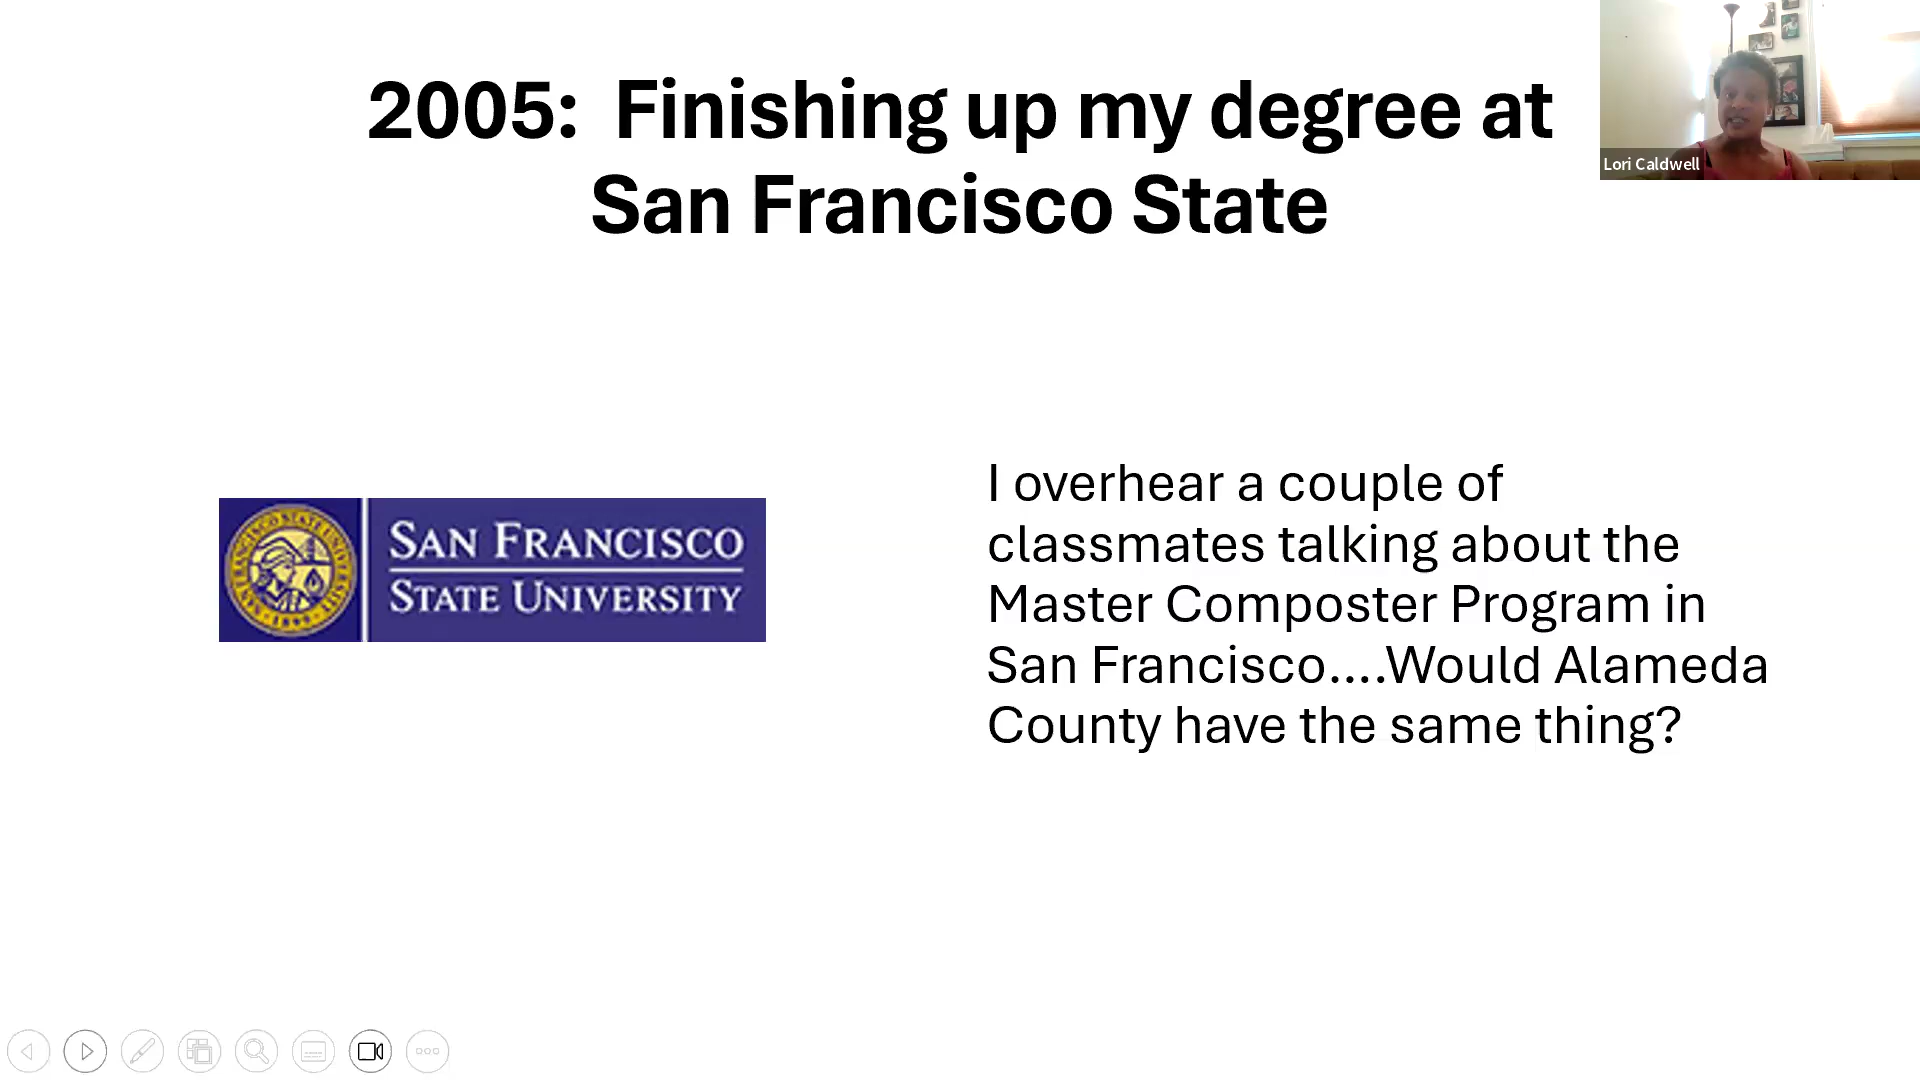 2005:  Finishing up my degree at
San Francisco State
Lori Caldwell
SAN FRANCISCO
STATE UNIVERSITY
I overhear a couple of
classmates talking about the
Master Composter Program in
San Francisco....Would Alameda
County have the same thing?